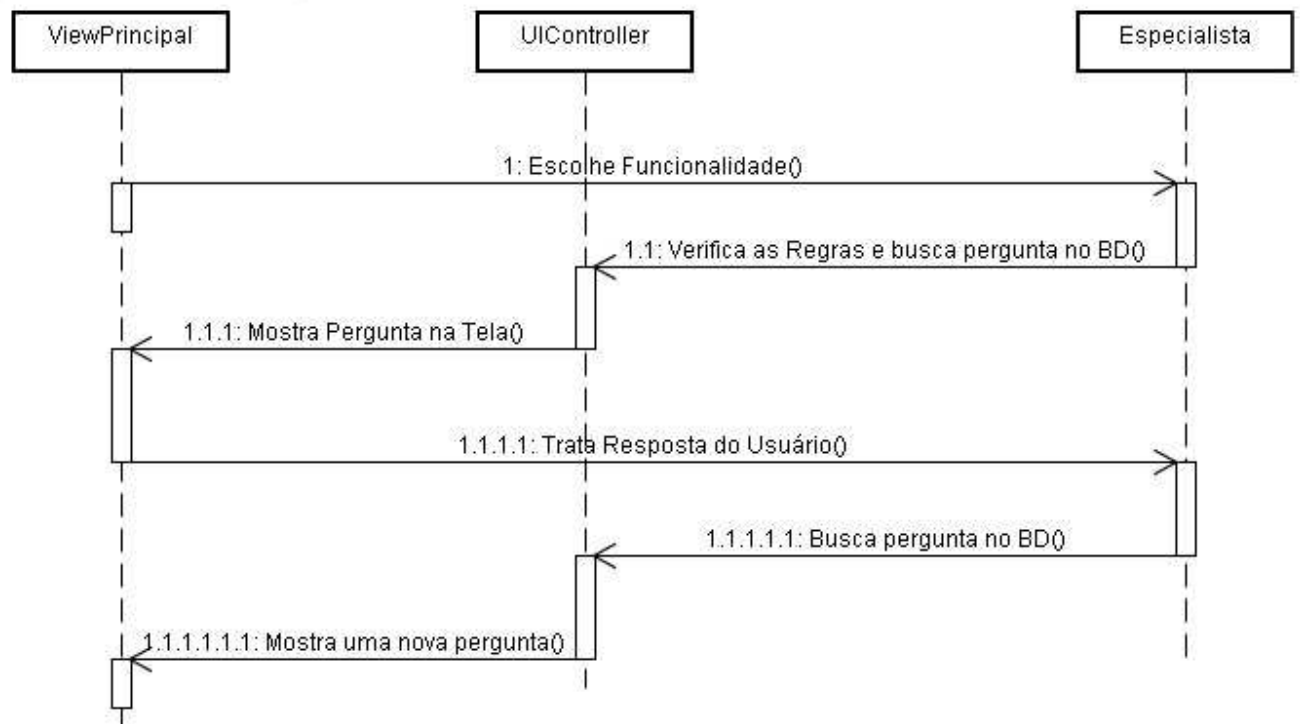 ViewPrincipal
UIController
Especialista
1: Escolhe Funcionalidade()
1.1: Verifica as Regras e busca pergunta no BD()
1.1.1: Mostra Pergunta na Tela()
1.1.1.1: Trata Resposta do Usuário()
1.1.1.1.1: Busca pergunta no BD()
1.1.1.1.1.1: Mostra uma nova pergunta()